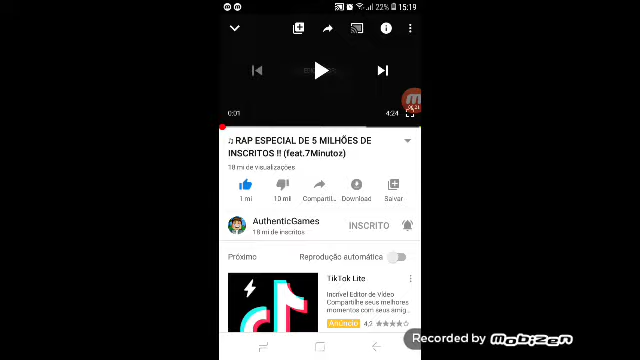 22% 15:19
0:01
4:24
♫ RAP ESPECIAL DE 5 MILHÕES DE
INSCRITOS !! (feat.7Minutoz)
18 mi de visualizações
1 mi
10 mil
Compartil...
Download
Salvar
AuthenticGames
18 mi de inscritos
INSCRITO
Próximo
Reprodução automática
TikTok Lite
Incrível Editor de Vídeo
Compartilhe seus melhores
momentos com seus amig...
Anúncio 4,2
Recorded by Mobizen